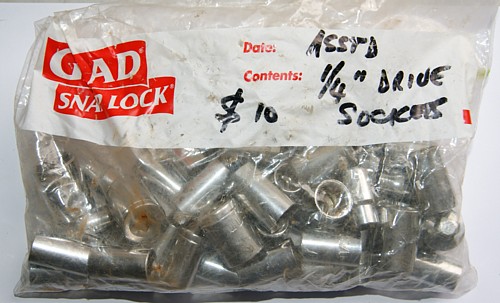 GAD
SNA LOCK
Date: ASSTD
Contents: 1/4" DRIVE
$10 SOCKETS